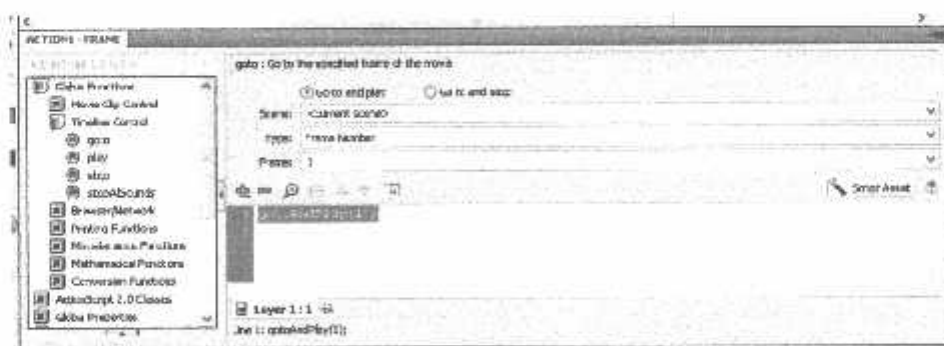 ACTIONS - FRAME
goto : Go to the specified frame of the movie
Global Functions
Movie Clip Control
Timeline Control
goto
play
stop
stopAllSounds
Browser/Network
Printing Functions
Miscellaneous Functions
Mathematical Functions
Conversion Functions
ActionScript 2.0 Classes
Global Properties
Go to and play
Go to and stop
Scene: <current scene>
Type: Frame Number
Frame: 1
Script Assist
gotoAndPlay(1);
Layer 1 : 1
Line 1: gotoAndPlay(1);